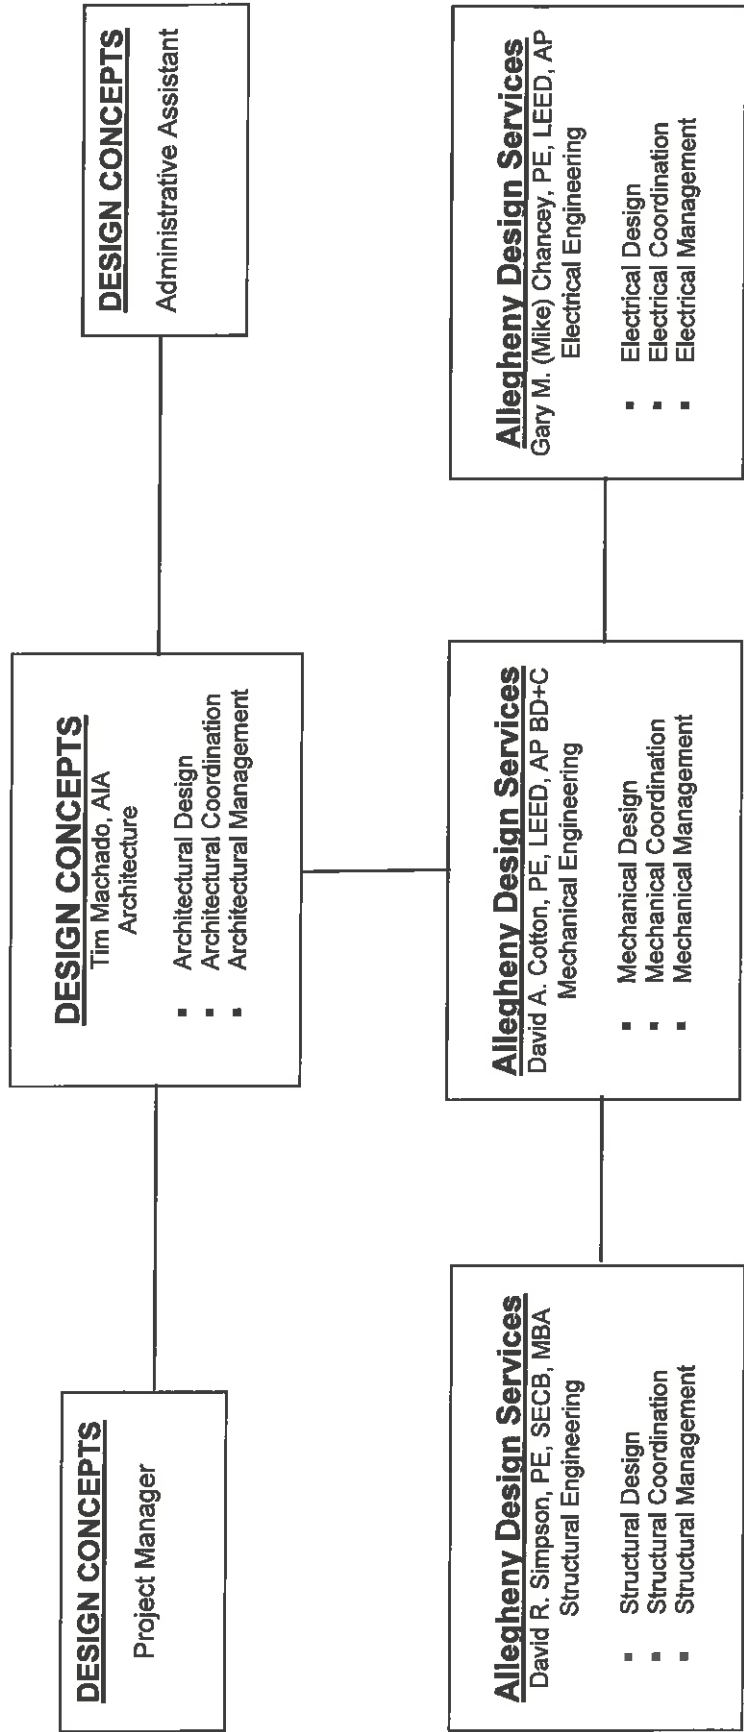 DESIGN CONCEPTS
Project Manager
DESIGN CONCEPTS
Tim Machado, AIA
Architecture
▪ Architectural Design
▪ Architectural Coordination
▪ Architectural Management
DESIGN CONCEPTS
Administrative Assistant
Allegheny Design Services
David R. Simpson, PE, SECB, MBA
Structural Engineering
▪ Structural Design
▪ Structural Coordination
▪ Structural Management
Allegheny Design Services
David A. Cotton, PE, LEED, AP BD+C
Mechanical Engineering
▪ Mechanical Design
▪ Mechanical Coordination
▪ Mechanical Management
Allegheny Design Services
Gary M. (Mike) Chancey, PE, LEED, AP
Electrical Engineering
▪ Electrical Design
▪ Electrical Coordination
▪ Electrical Management